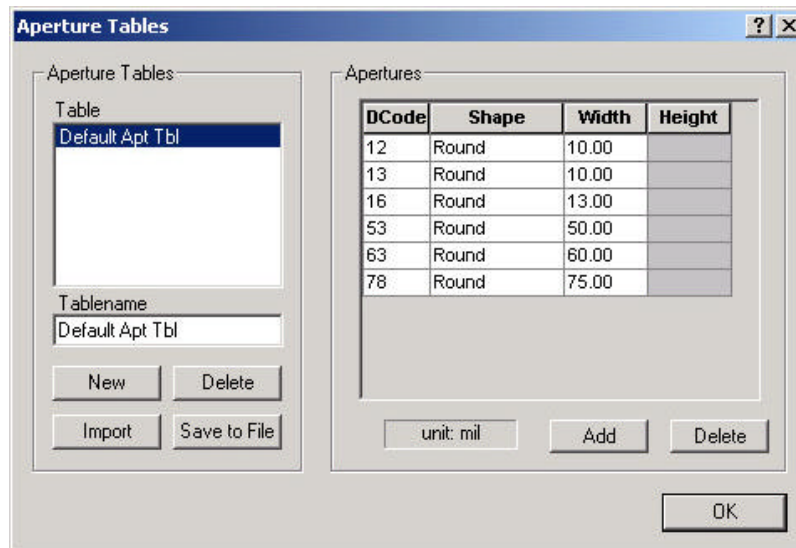 Aperture Tables
Aperture Tables
Table
Default Apt Tbl
Tablename
Default Apt Tbl
New Delete
Import Save to File
Apertures
DCode Shape Width Height
12 Round 10.00
13 Round 10.00
16 Round 13.00
53 Round 50.00
63 Round 60.00
78 Round 75.00
unit: mil Add Delete
OK